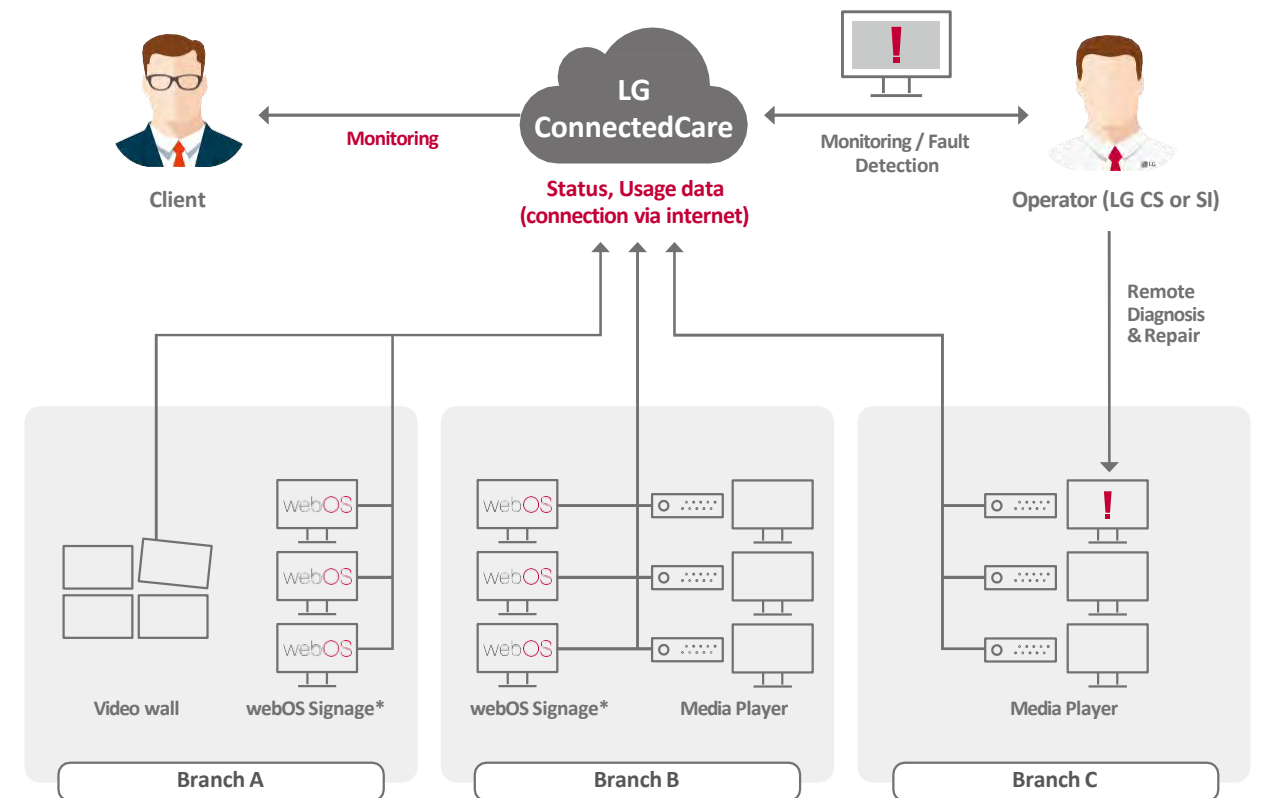 LG
ConnectedCare
!
Monitoring
Monitoring / Fault
Detection
LG
Client
Status, Usage data
(connection via internet)
Operator (LG CS or SI)
Remote
Diagnosis
& Repair
webOS
webOS
webOS
webOS
webOS
webOS
!
Video wall
webOS Signage*
webOS Signage*
Media Player
Media Player
Branch A
Branch B
Branch C